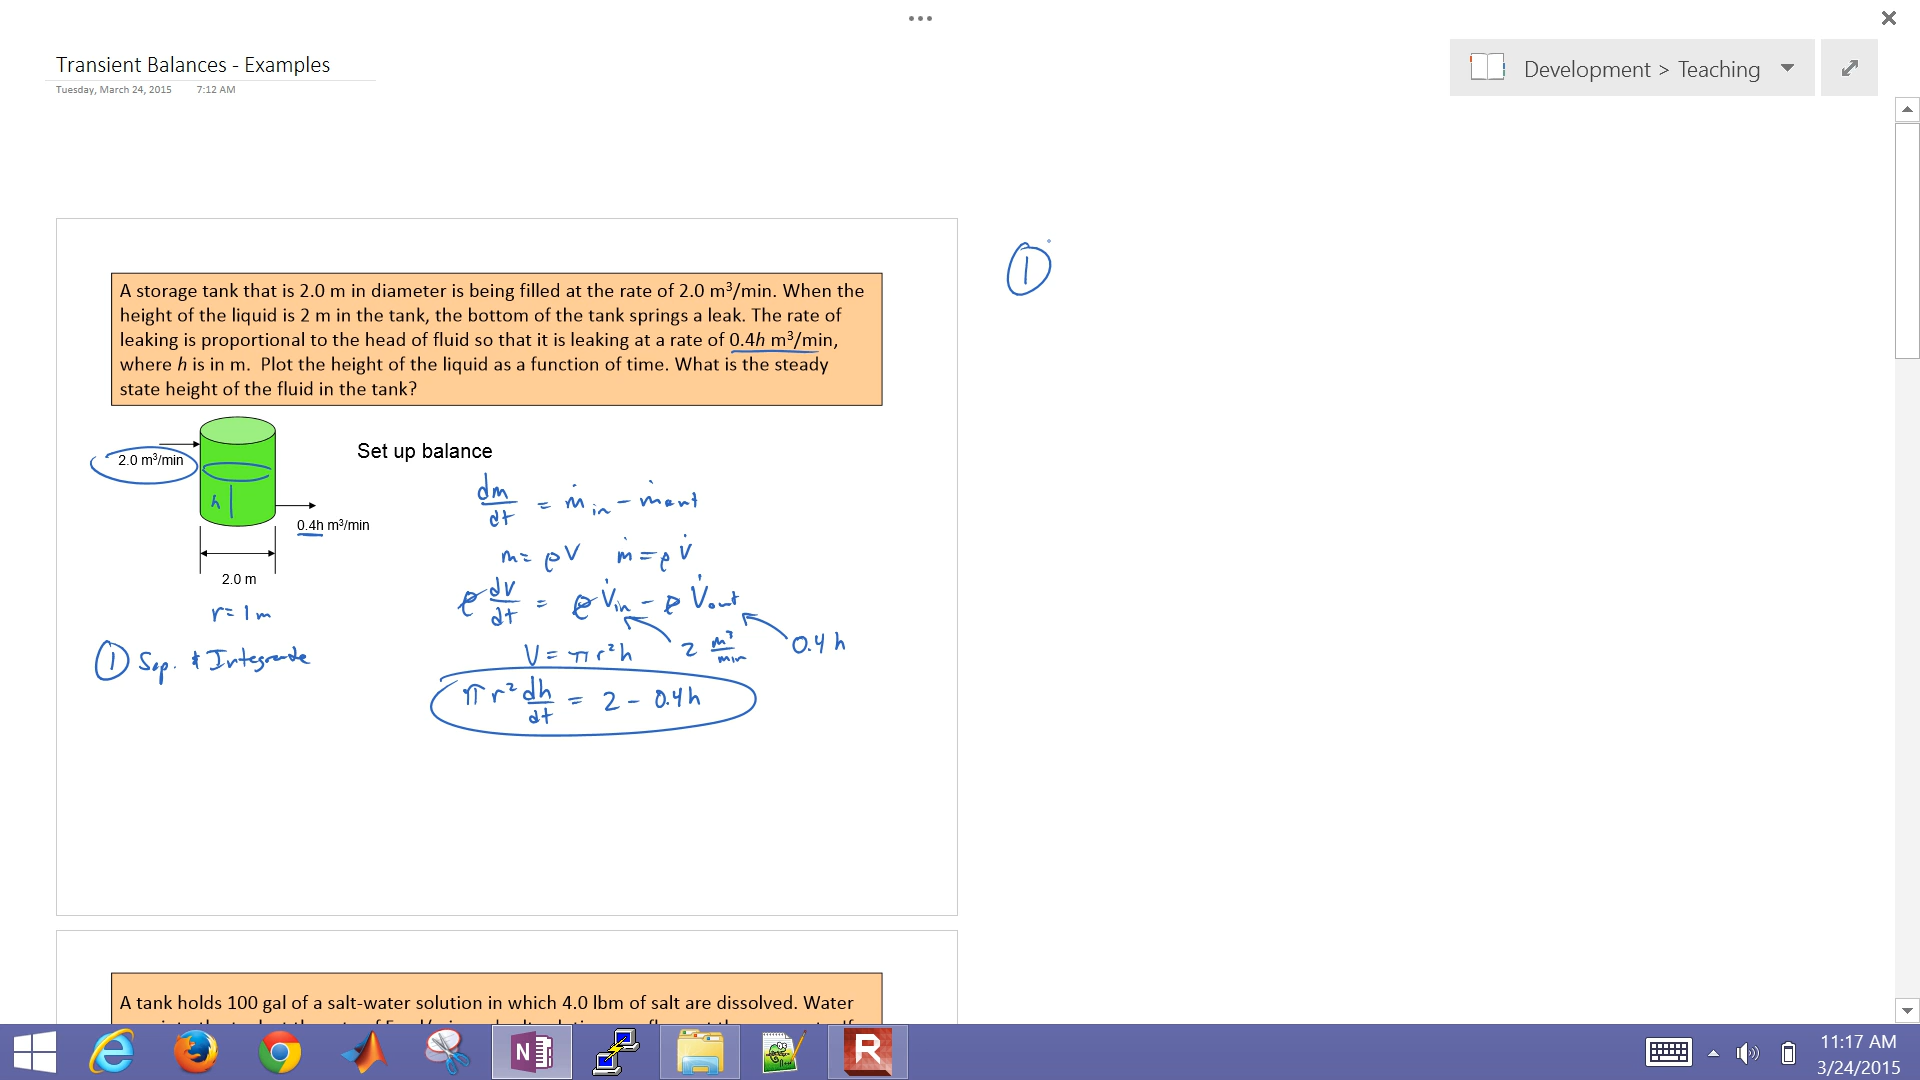 Transient Balances - Examples
Tuesday, March 24, 2015 7:12 AM
Development > Teaching
A storage tank that is 2.0 m in diameter is being filled at the rate of 2.0 m³/min. When the
height of the liquid is 2 m in the tank, the bottom of the tank springs a leak. The rate of
leaking is proportional to the head of fluid so that it is leaking at a rate of 0.4h m³/min,
where h is in m. Plot the height of the liquid as a function of time. What is the steady
state height of the fluid in the tank?
①
2.0 m³/min
h
0.4h m³/min
2.0 m
r = 1 m
① Sep. & Integrate
Set up balance
dm/dt = ṁin - ṁout
m = ρV ṁ = ρV̇
ρ dV/dt = ρV̇in - ρV̇out
V = πr²h 2 m³/min 0.4h
πr² dh/dt = 2 - 0.4h
A tank holds 100 gal of a salt-water solution in which 4.0 lbm of salt are dissolved. Water
N
R
11:17 AM
3/24/2015